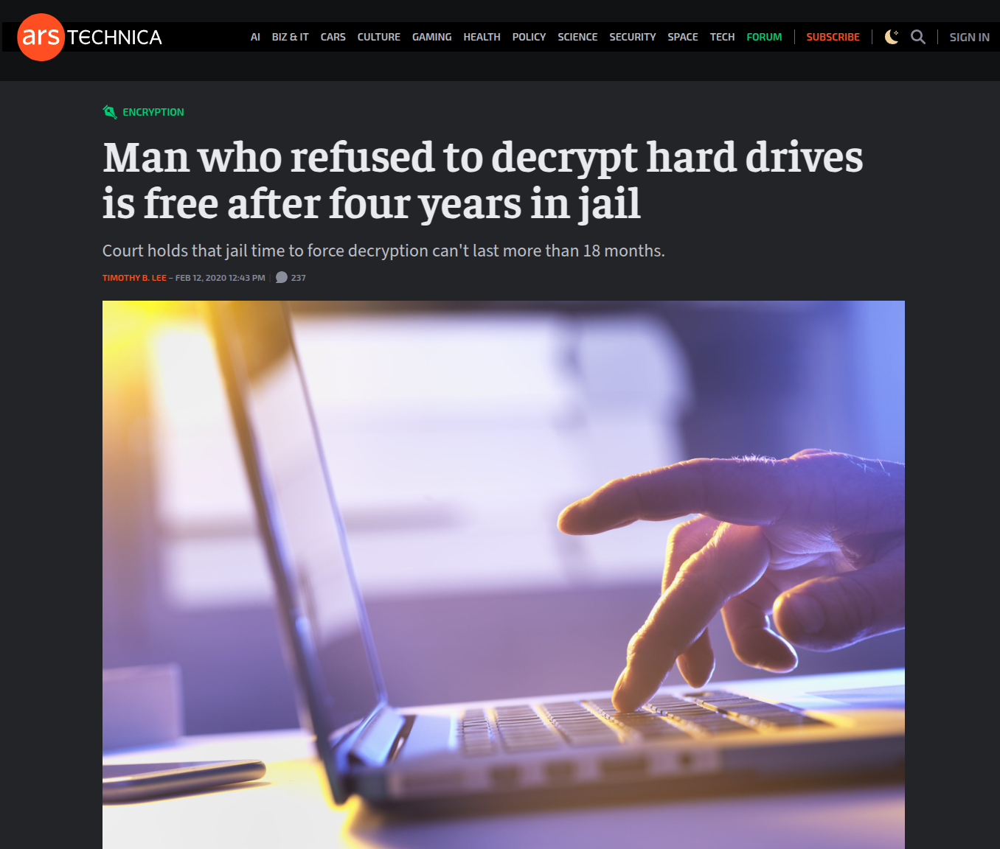 ars TECHNICA
AI BIZ & IT CARS CULTURE GAMING HEALTH POLICY SCIENCE SECURITY SPACE TECH FORUM SUBSCRIBE SIGN IN
ENCRYPTION
Man who refused to decrypt hard drives
is free after four years in jail
Court holds that jail time to force decryption can't last more than 18 months.
TIMOTHY B. LEE – FEB 12, 2020 12:43 PM | 237